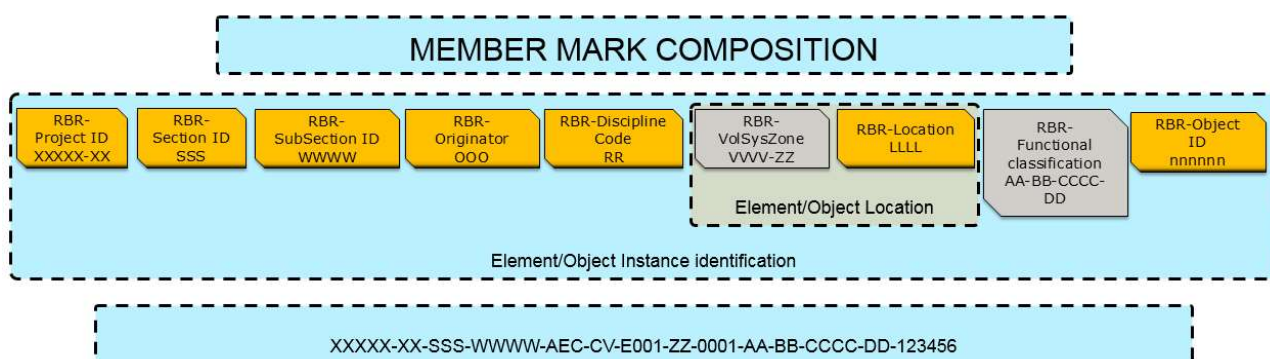 MEMBER MARK COMPOSITION
RBR-
Project ID
XXXXX-XX
RBR-
Section ID
SSS
RBR-
SubSection ID
WWWW
RBR-
Originator
OOO
RBR-Discipline
Code
RR
RBR-
VolSysZone
VVVV-ZZ
RBR-Location
LLLL
RBR-
Functional
classification
AA-BB-CCCC-
DD
RBR-Object
ID
nnnnnn
Element/Object Location
Element/Object Instance identification
XXXXX-XX-SSS-WWWW-AEC-CV-E001-ZZ-0001-AA-BB-CCCC-DD-123456